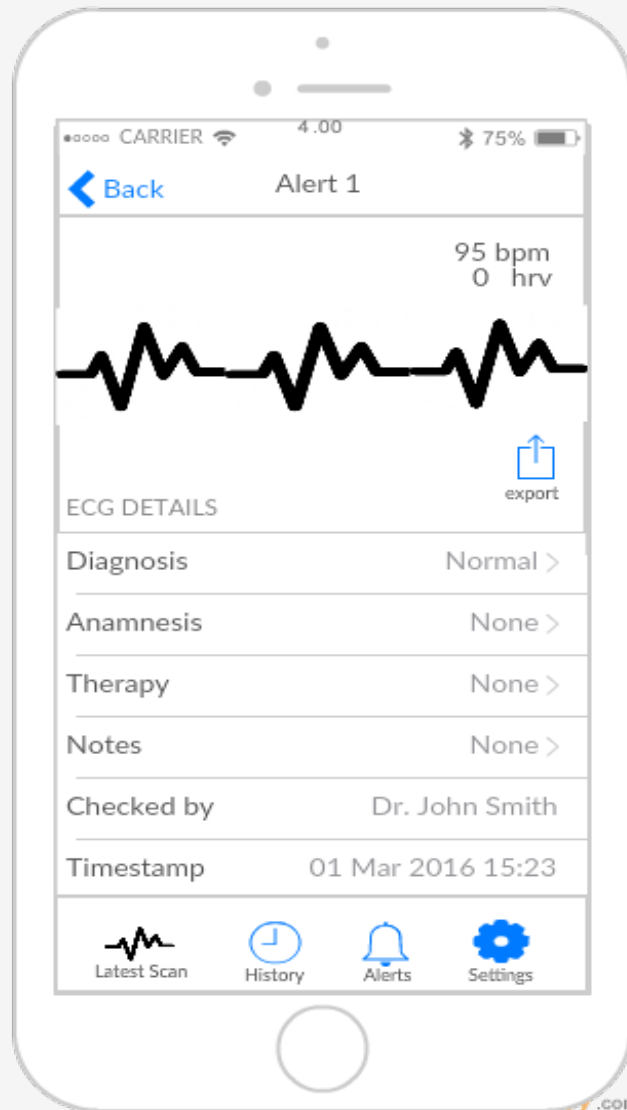 CARRIER 4.00 75%
Back Alert 1
95 bpm
0 hrv
export
ECG DETAILS
Diagnosis Normal >
Anamnesis None >
Therapy None >
Notes None >
Checked by Dr. John Smith
Timestamp 01 Mar 2016 15:23
Latest Scan History Alerts Settings
.com